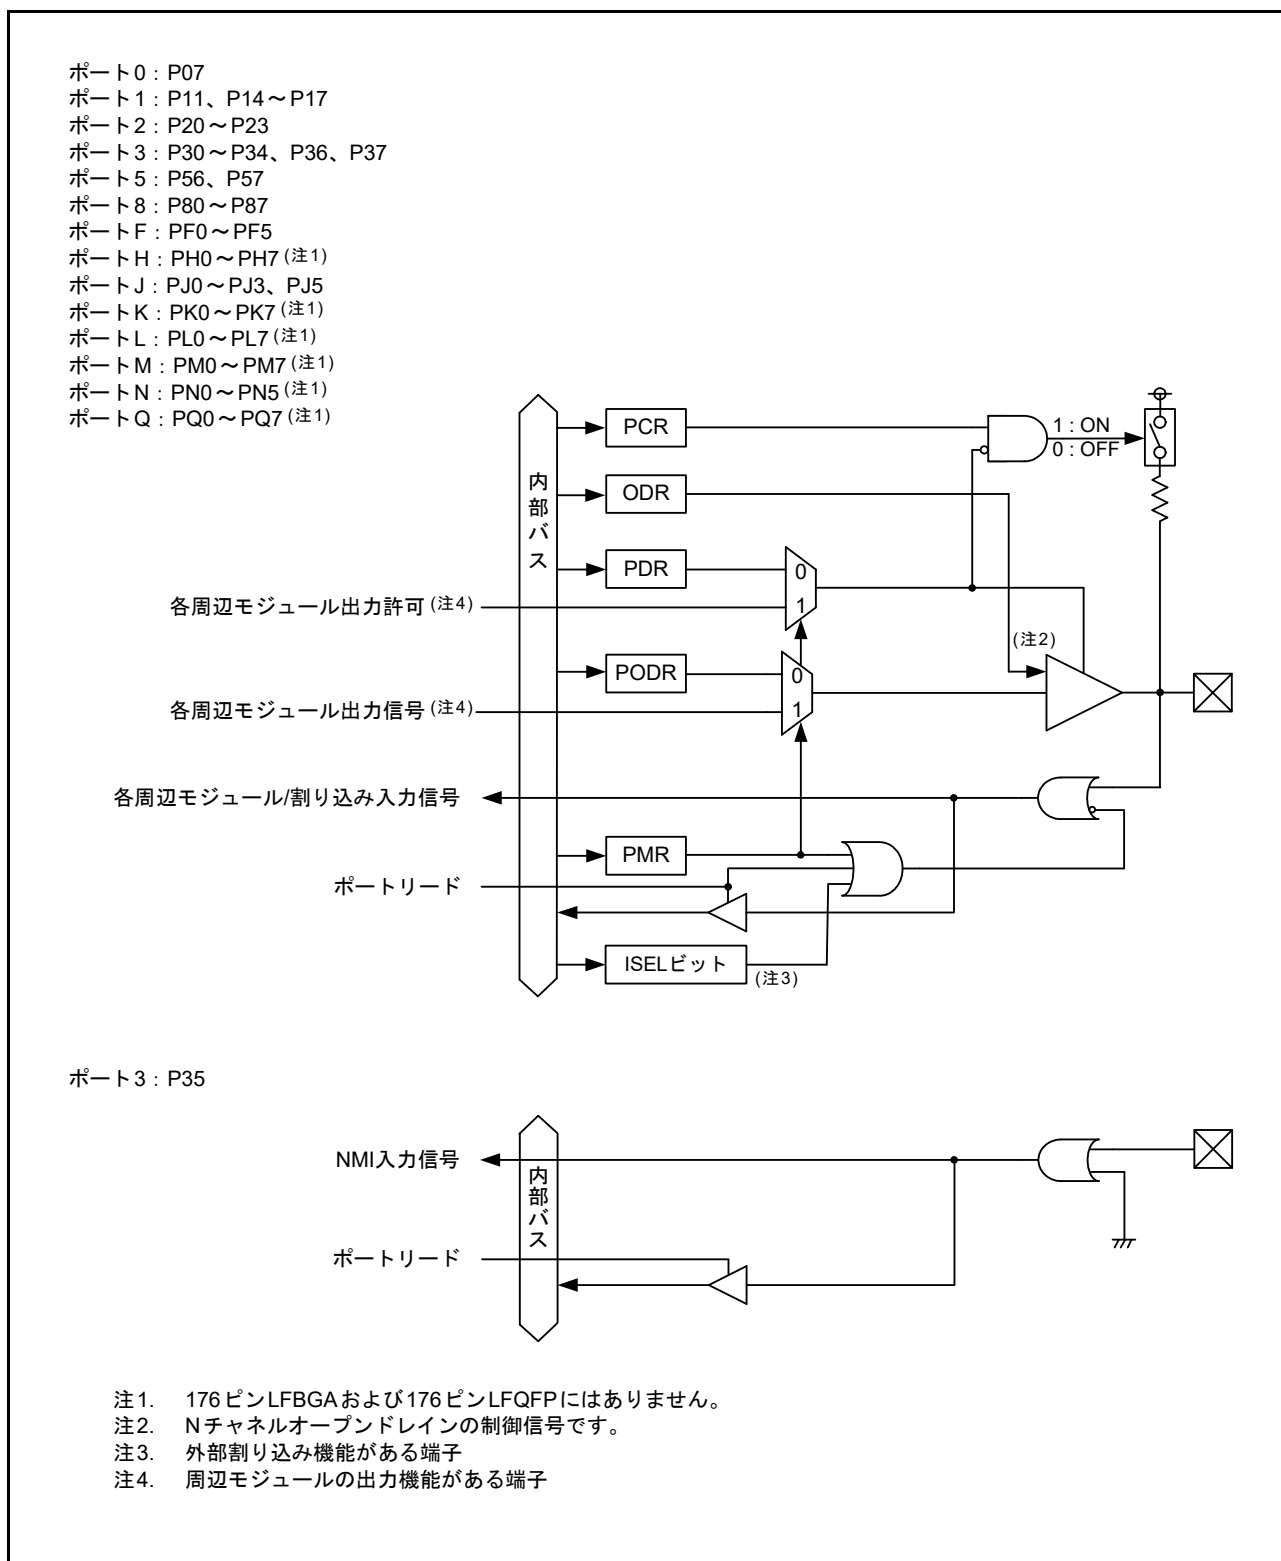 ポート0：P07
ポート1：P11、P14～P17
ポート2：P20～P23
ポート3：P30～P34、P36、P37
ポート5：P56、P57
ポート8：P80～P87
ポートF：PF0～PF5
ポートH：PH0～PH7(注1)
ポートJ：PJ0～PJ3、PJ5
ポートK：PK0～PK7(注1)
ポートL：PL0～PL7(注1)
ポートM：PM0～PM7(注1)
ポートN：PN0～PN5(注1)
ポートQ：PQ0～PQ7(注1)
PCR
1：ON
0：OFF
内部バス
ODR
PDR
0
1
各周辺モジュール出力許可(注4)
(注2)
PODR
0
1
各周辺モジュール出力信号(注4)
各周辺モジュール/割り込み入力信号
PMR
ポートリード
ISELビット
(注3)
ポート3：P35
NMI入力信号
内部バス
ポートリード
注1. 176ピンLFBGAおよび176ピンLFQFPにはありません。
注2. Nチャネルオープンドレインの制御信号です。
注3. 外部割り込み機能がある端子
注4. 周辺モジュールの出力機能がある端子